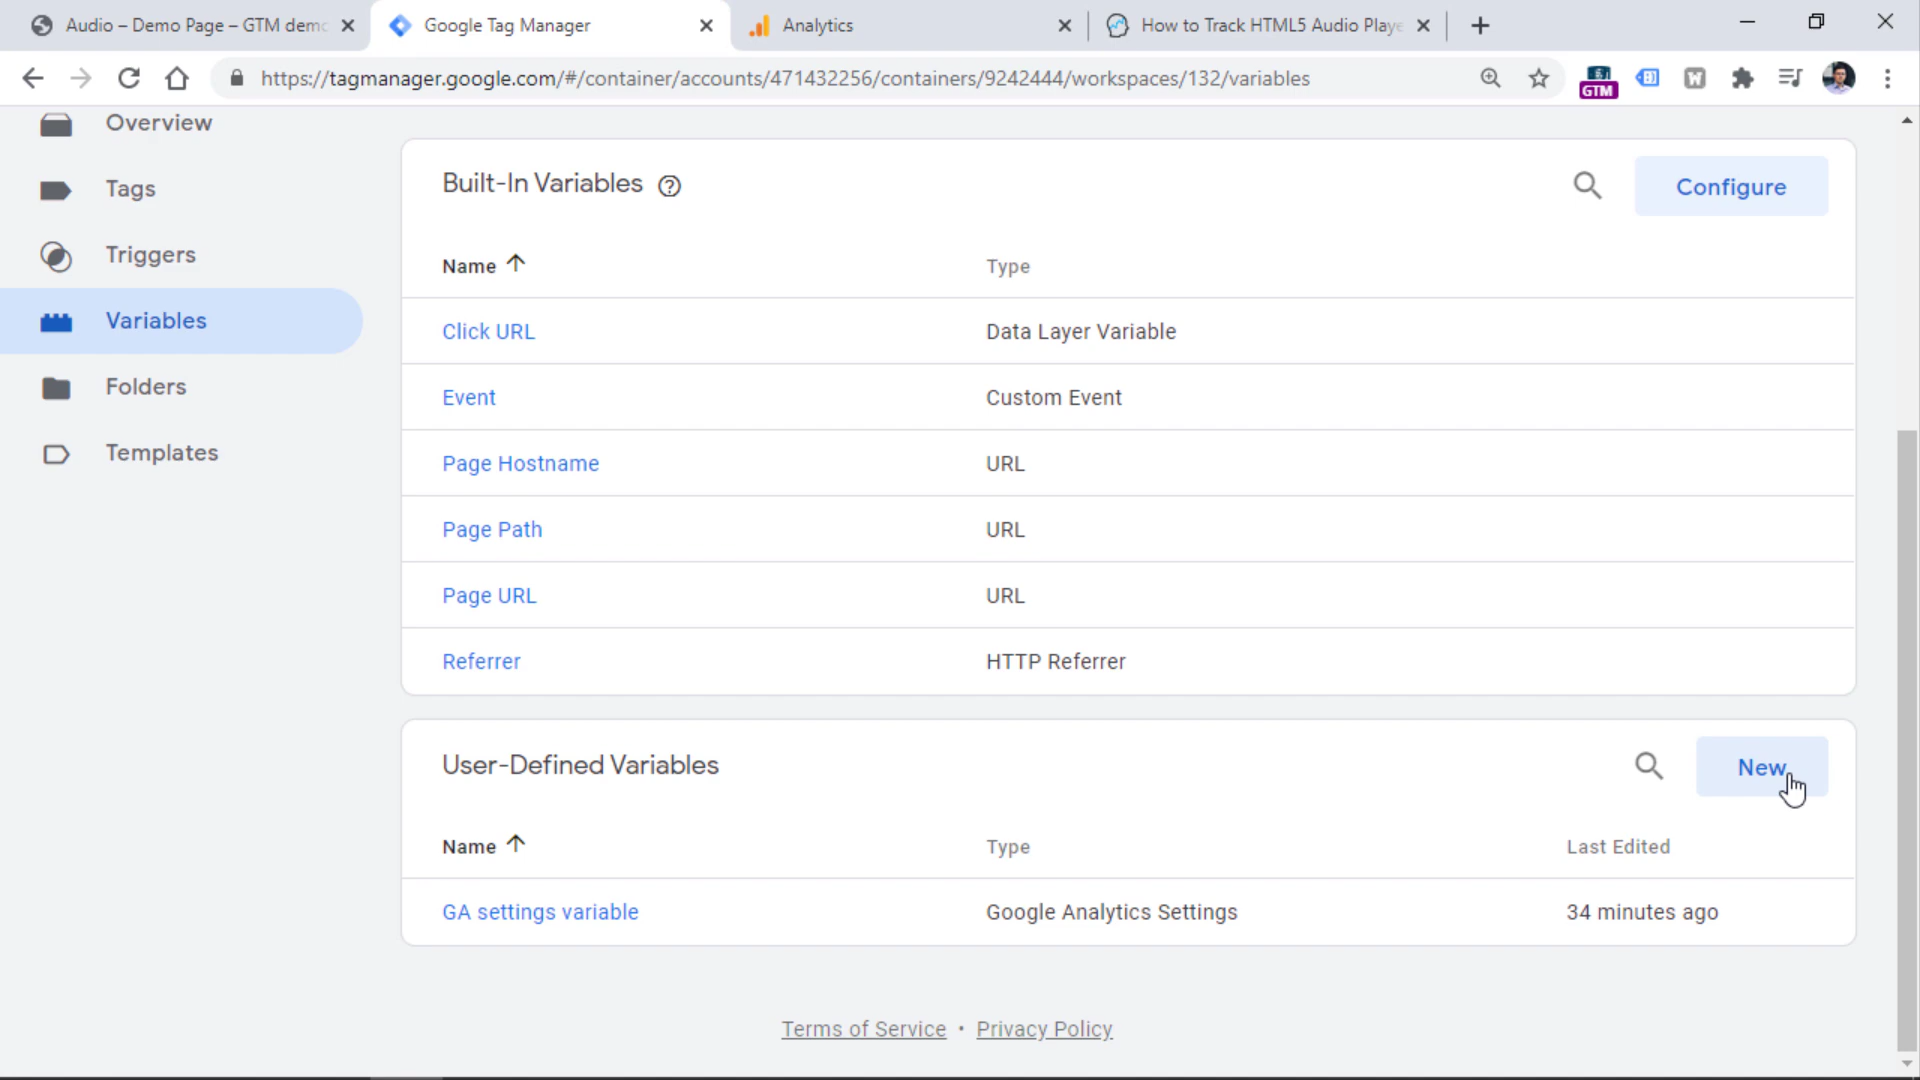 Audio – Demo Page – GTM demo
Google Tag Manager
Analytics
How to Track HTML5 Audio Playe
https://tagmanager.google.com/#/container/accounts/471432256/containers/9242444/workspaces/132/variables
GTM
W
Overview
Tags
Triggers
Variables
Folders
Templates
Built-In Variables
Configure
Name Type
Click URL Data Layer Variable
Event Custom Event
Page Hostname URL
Page Path URL
Page URL URL
Referrer HTTP Referrer
User-Defined Variables
New
Name Type Last Edited
GA settings variable Google Analytics Settings 34 minutes ago
Terms of Service • Privacy Policy